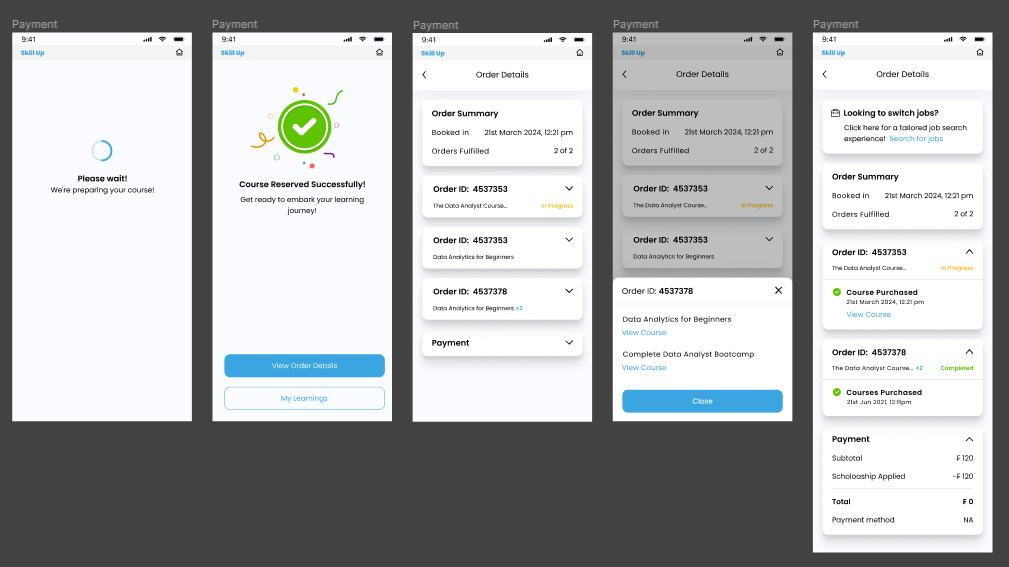 Payment
9:41
Skill Up
Please wait!
We're preparing your course!
Payment
9:41
Skill Up
Course Reserved Successfully!
Get ready to embark your learning
journey!
View Order Details
My Learnings
Payment
9:41
Skill Up
Order Details
Order Summary
Booked in 21st March 2024, 12:21 pm
Orders Fulfilled 2 of 2
Order ID: 4537353
The Data Analyst Course... In Progress
Order ID: 4537353
Data Analytics for Beginners
Order ID: 4537378
Data Analytics for Beginners +2
Payment
Payment
9:41
Skill Up
Order Details
Order Summary
Booked in 21st March 2024, 12:21 pm
Orders Fulfilled 2 of 2
Order ID: 4537353
The Data Analyst Course... In Progress
Order ID: 4537353
Data Analytics for Beginners
Order ID: 4537378
Data Analytics for Beginners
View Course
Complete Data Analyst Bootcamp
View Course
Close
Payment
9:41
Skill Up
Order Details
Looking to switch jobs?
Click here for a tailored job search
experience! Search for jobs
Order Summary
Booked in 21st March 2024, 12:21 pm
Orders Fulfilled 2 of 2
Order ID: 4537353
The Data Analyst Course... In Progress
Course Purchased
21st March 2024, 12:21 pm
View Course
Order ID: 4537378
The Data Analyst Course... +2 Completed
Courses Purchased
21st Jun 2021, 12:11pm
Payment
Subtotal ₣ 120
Scholoaship Applied -₣ 120
Total ₣ 0
Payment method NA